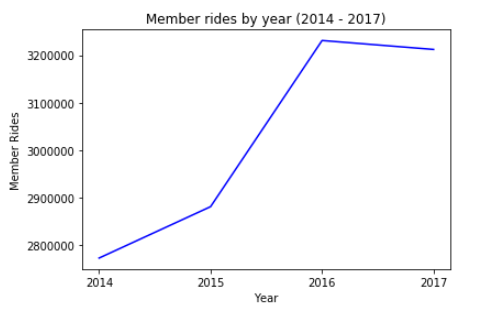 Member rides by year (2014 - 2017)
3200000
3100000
3000000
2900000
2800000
Member Rides
2014 2015 2016 2017
Year